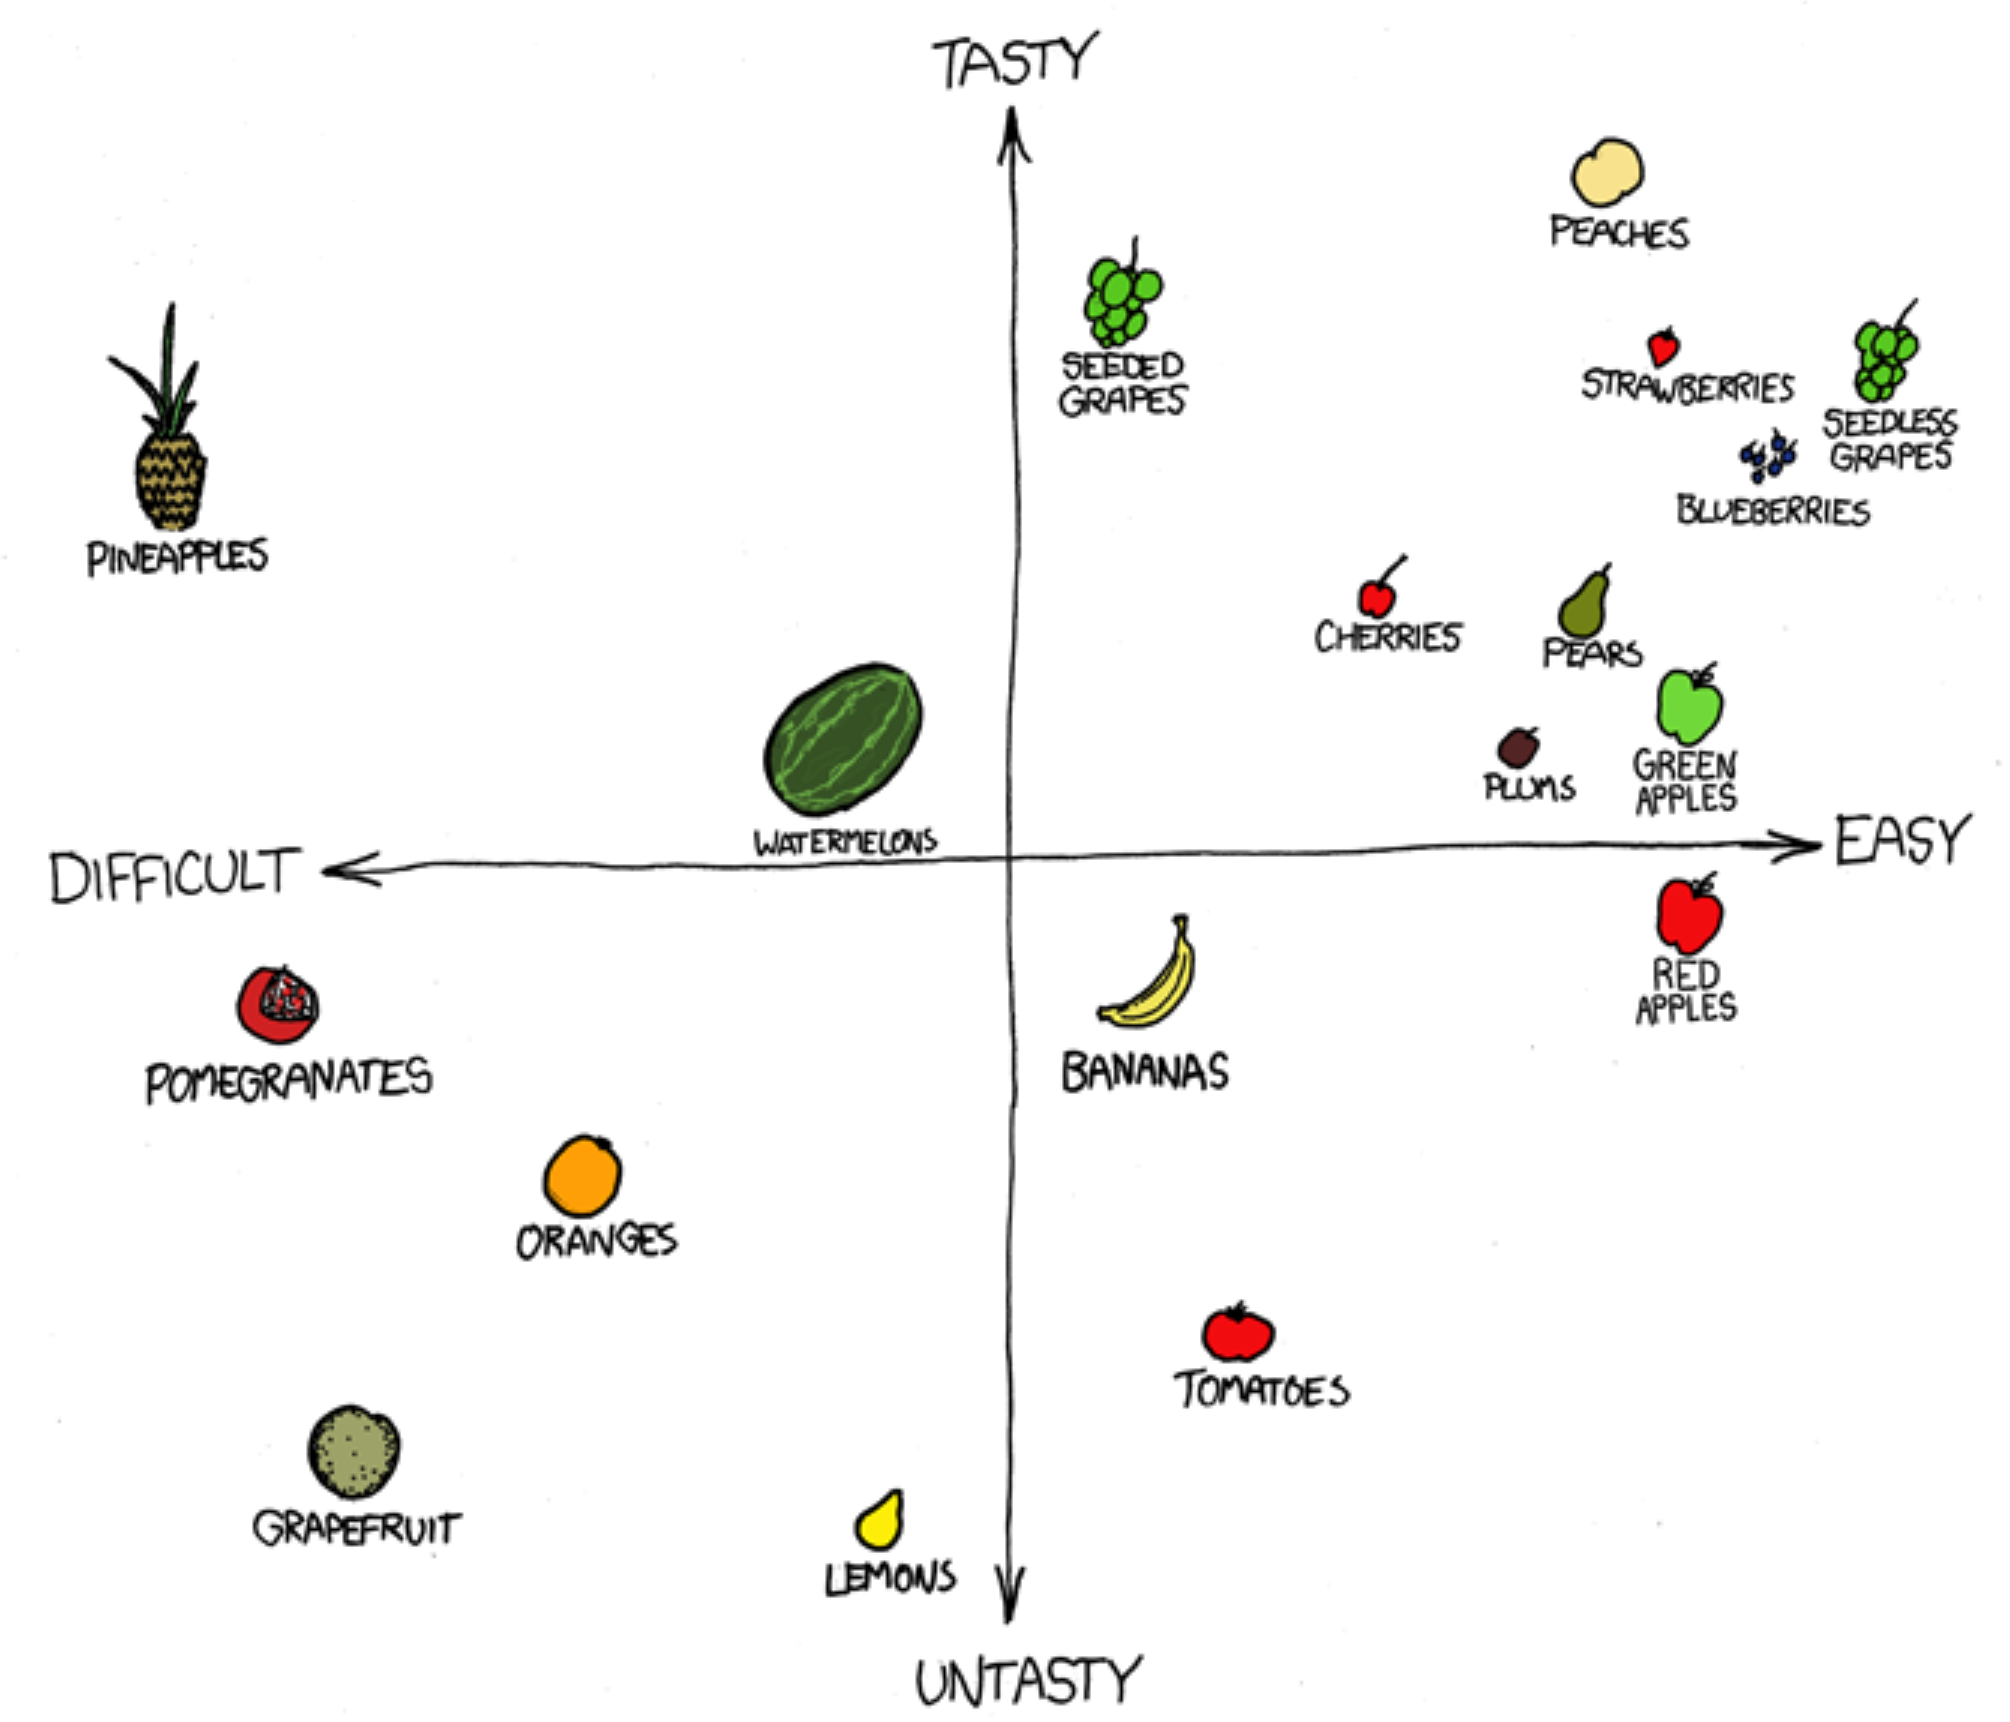 TASTY
PEACHES
SEEDED
GRAPES
STRAWBERRIES
SEEDLESS
GRAPES
BLUEBERRIES
PINEAPPLES
CHERRIES
PEARS
GREEN
APPLES
PLUMS
WATERMELONS
DIFFICULT
EASY
RED
APPLES
POMEGRANATES
BANANAS
ORANGES
TOMATOES
GRAPEFRUIT
LEMONS
UNTASTY